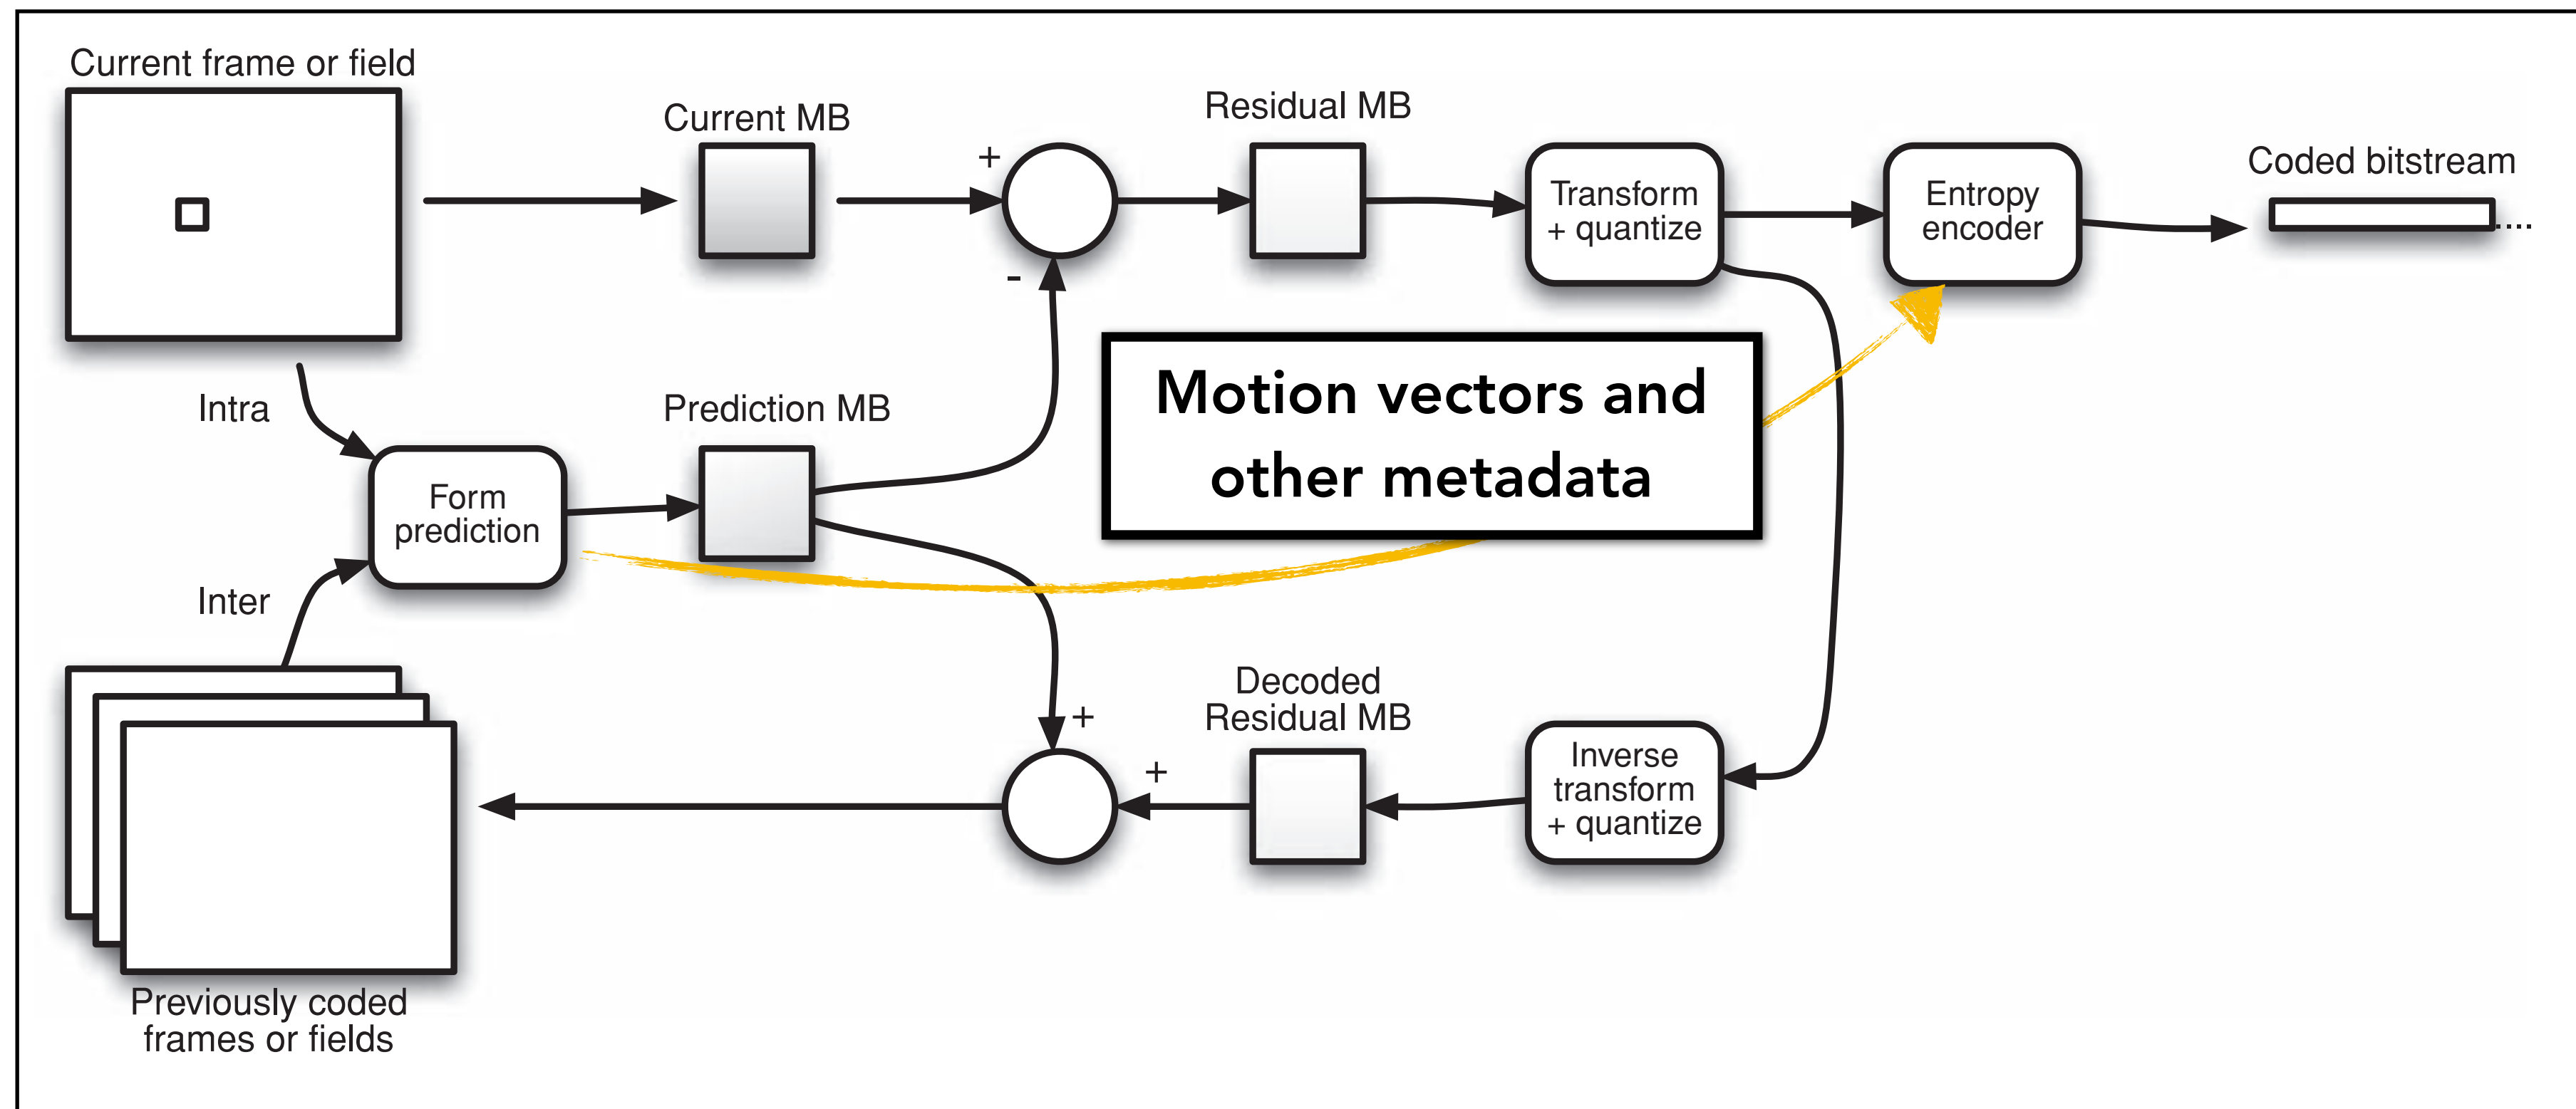 Current frame or field
Current MB
Residual MB
Coded bitstream
+
Transform
+ quantize
Entropy
encoder
....
-
Motion vectors and
other metadata
Intra
Prediction MB
Form
prediction
Inter
Decoded
Residual MB
+
+
Inverse
transform
+ quantize
Previously coded
frames or fields